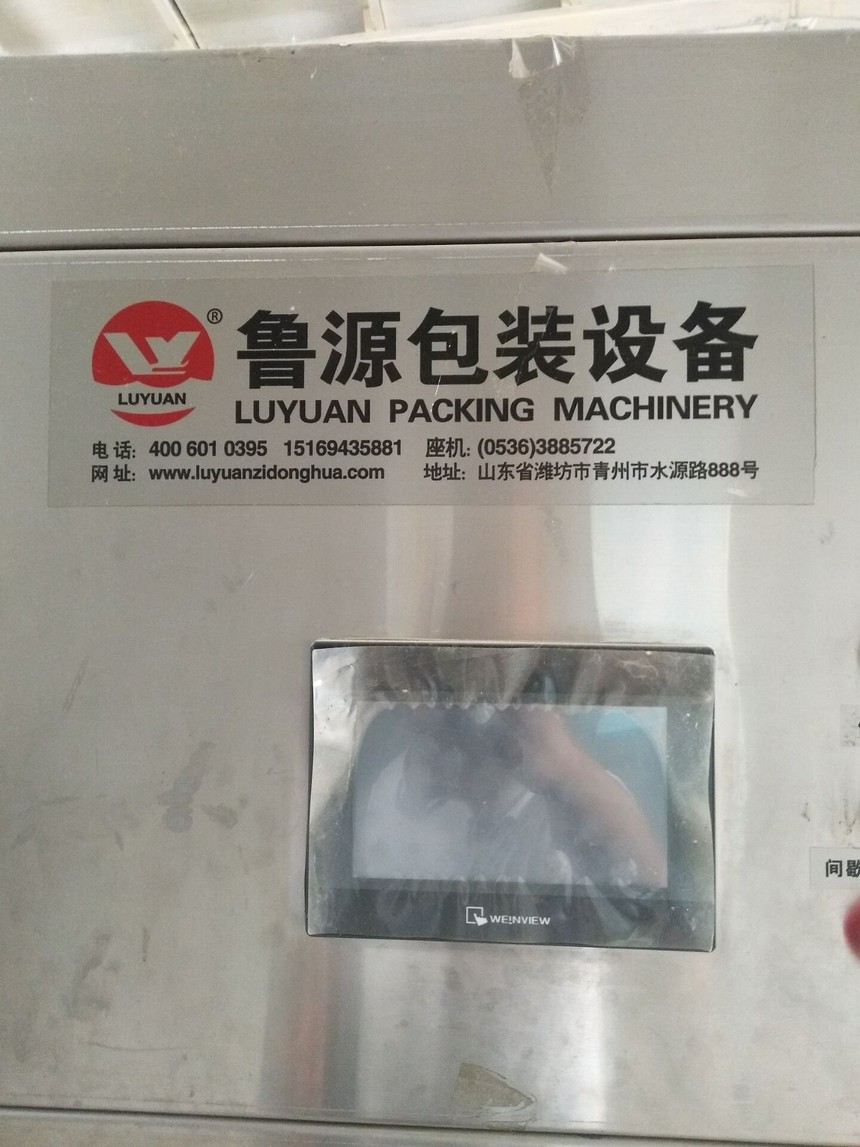 ®
鲁源包装设备
LUYUAN
LUYUAN PACKING MACHINERY
电话: 400 601 0395 15169435881 座机: (0536)3885722
网址: www.luyuanzidonghua.com 地址: 山东省潍坊市青州市水源路888号
间歇
WEINVIEW